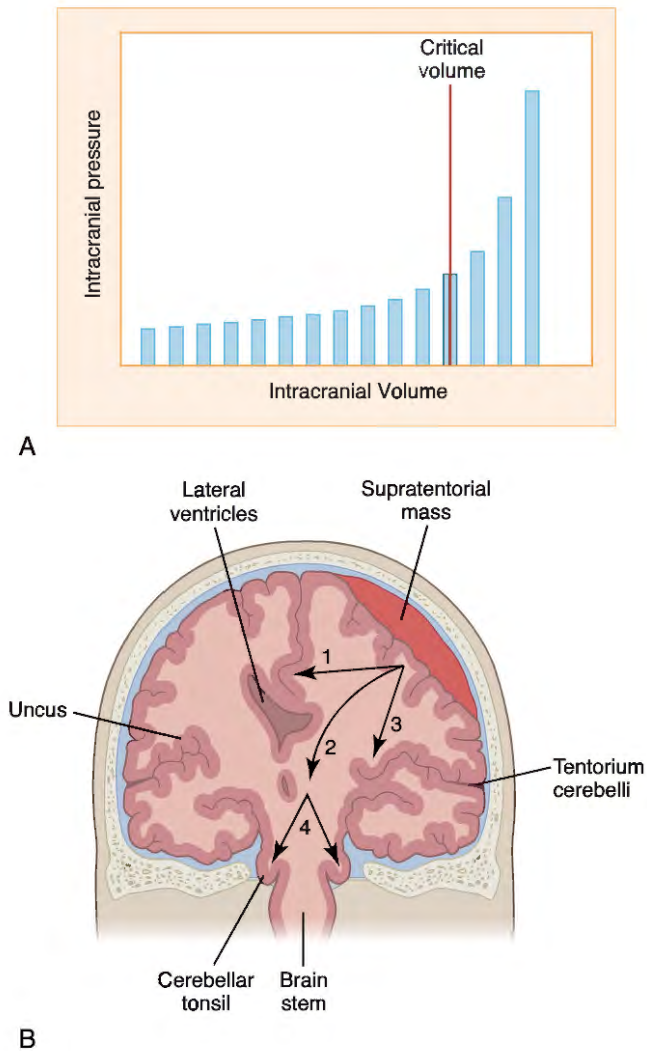 Critical
volume
Intracranial pressure
Intracranial Volume
A
Lateral
ventricles
Supratentorial
mass
1
Uncus
3
2
Tentorium
cerebelli
4
Cerebellar
tonsil
Brain
stem
B